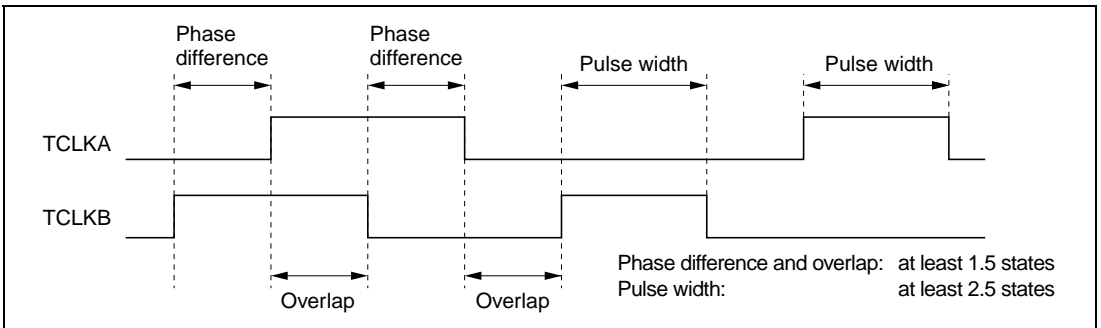 Phase
difference
Phase
difference
Pulse width
Pulse width
TCLKA
TCLKB
Overlap
Overlap
Phase difference and overlap: at least 1.5 states
Pulse width: at least 2.5 states